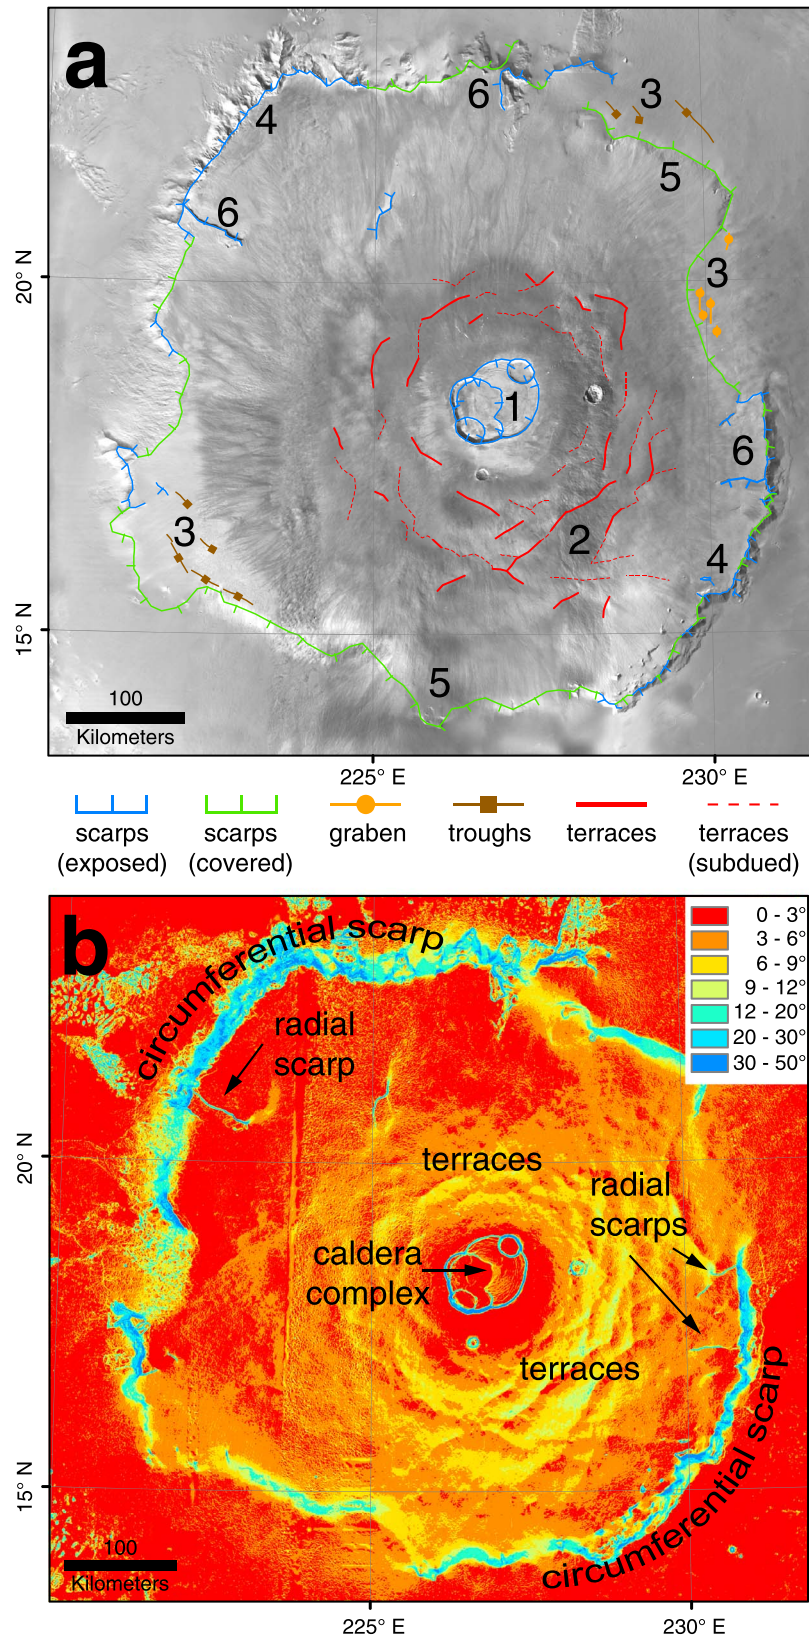 a
4
6
3
5
6
20° N
3
1
6
3
2
4
15° N
5
100
Kilometers
225° E
230° E
scarps
(exposed)
scarps
(covered)
graben
troughs
terraces
terraces
(subdued)
b
circumferential scarp
0 - 3°
3 - 6°
6 - 9°
9 - 12°
12 - 20°
20 - 30°
30 - 50°
radial
scarp
20° N
terraces
radial
scarps
caldera
complex
terraces
circumferential scarp
15° N
100
Kilometers
225° E
230° E